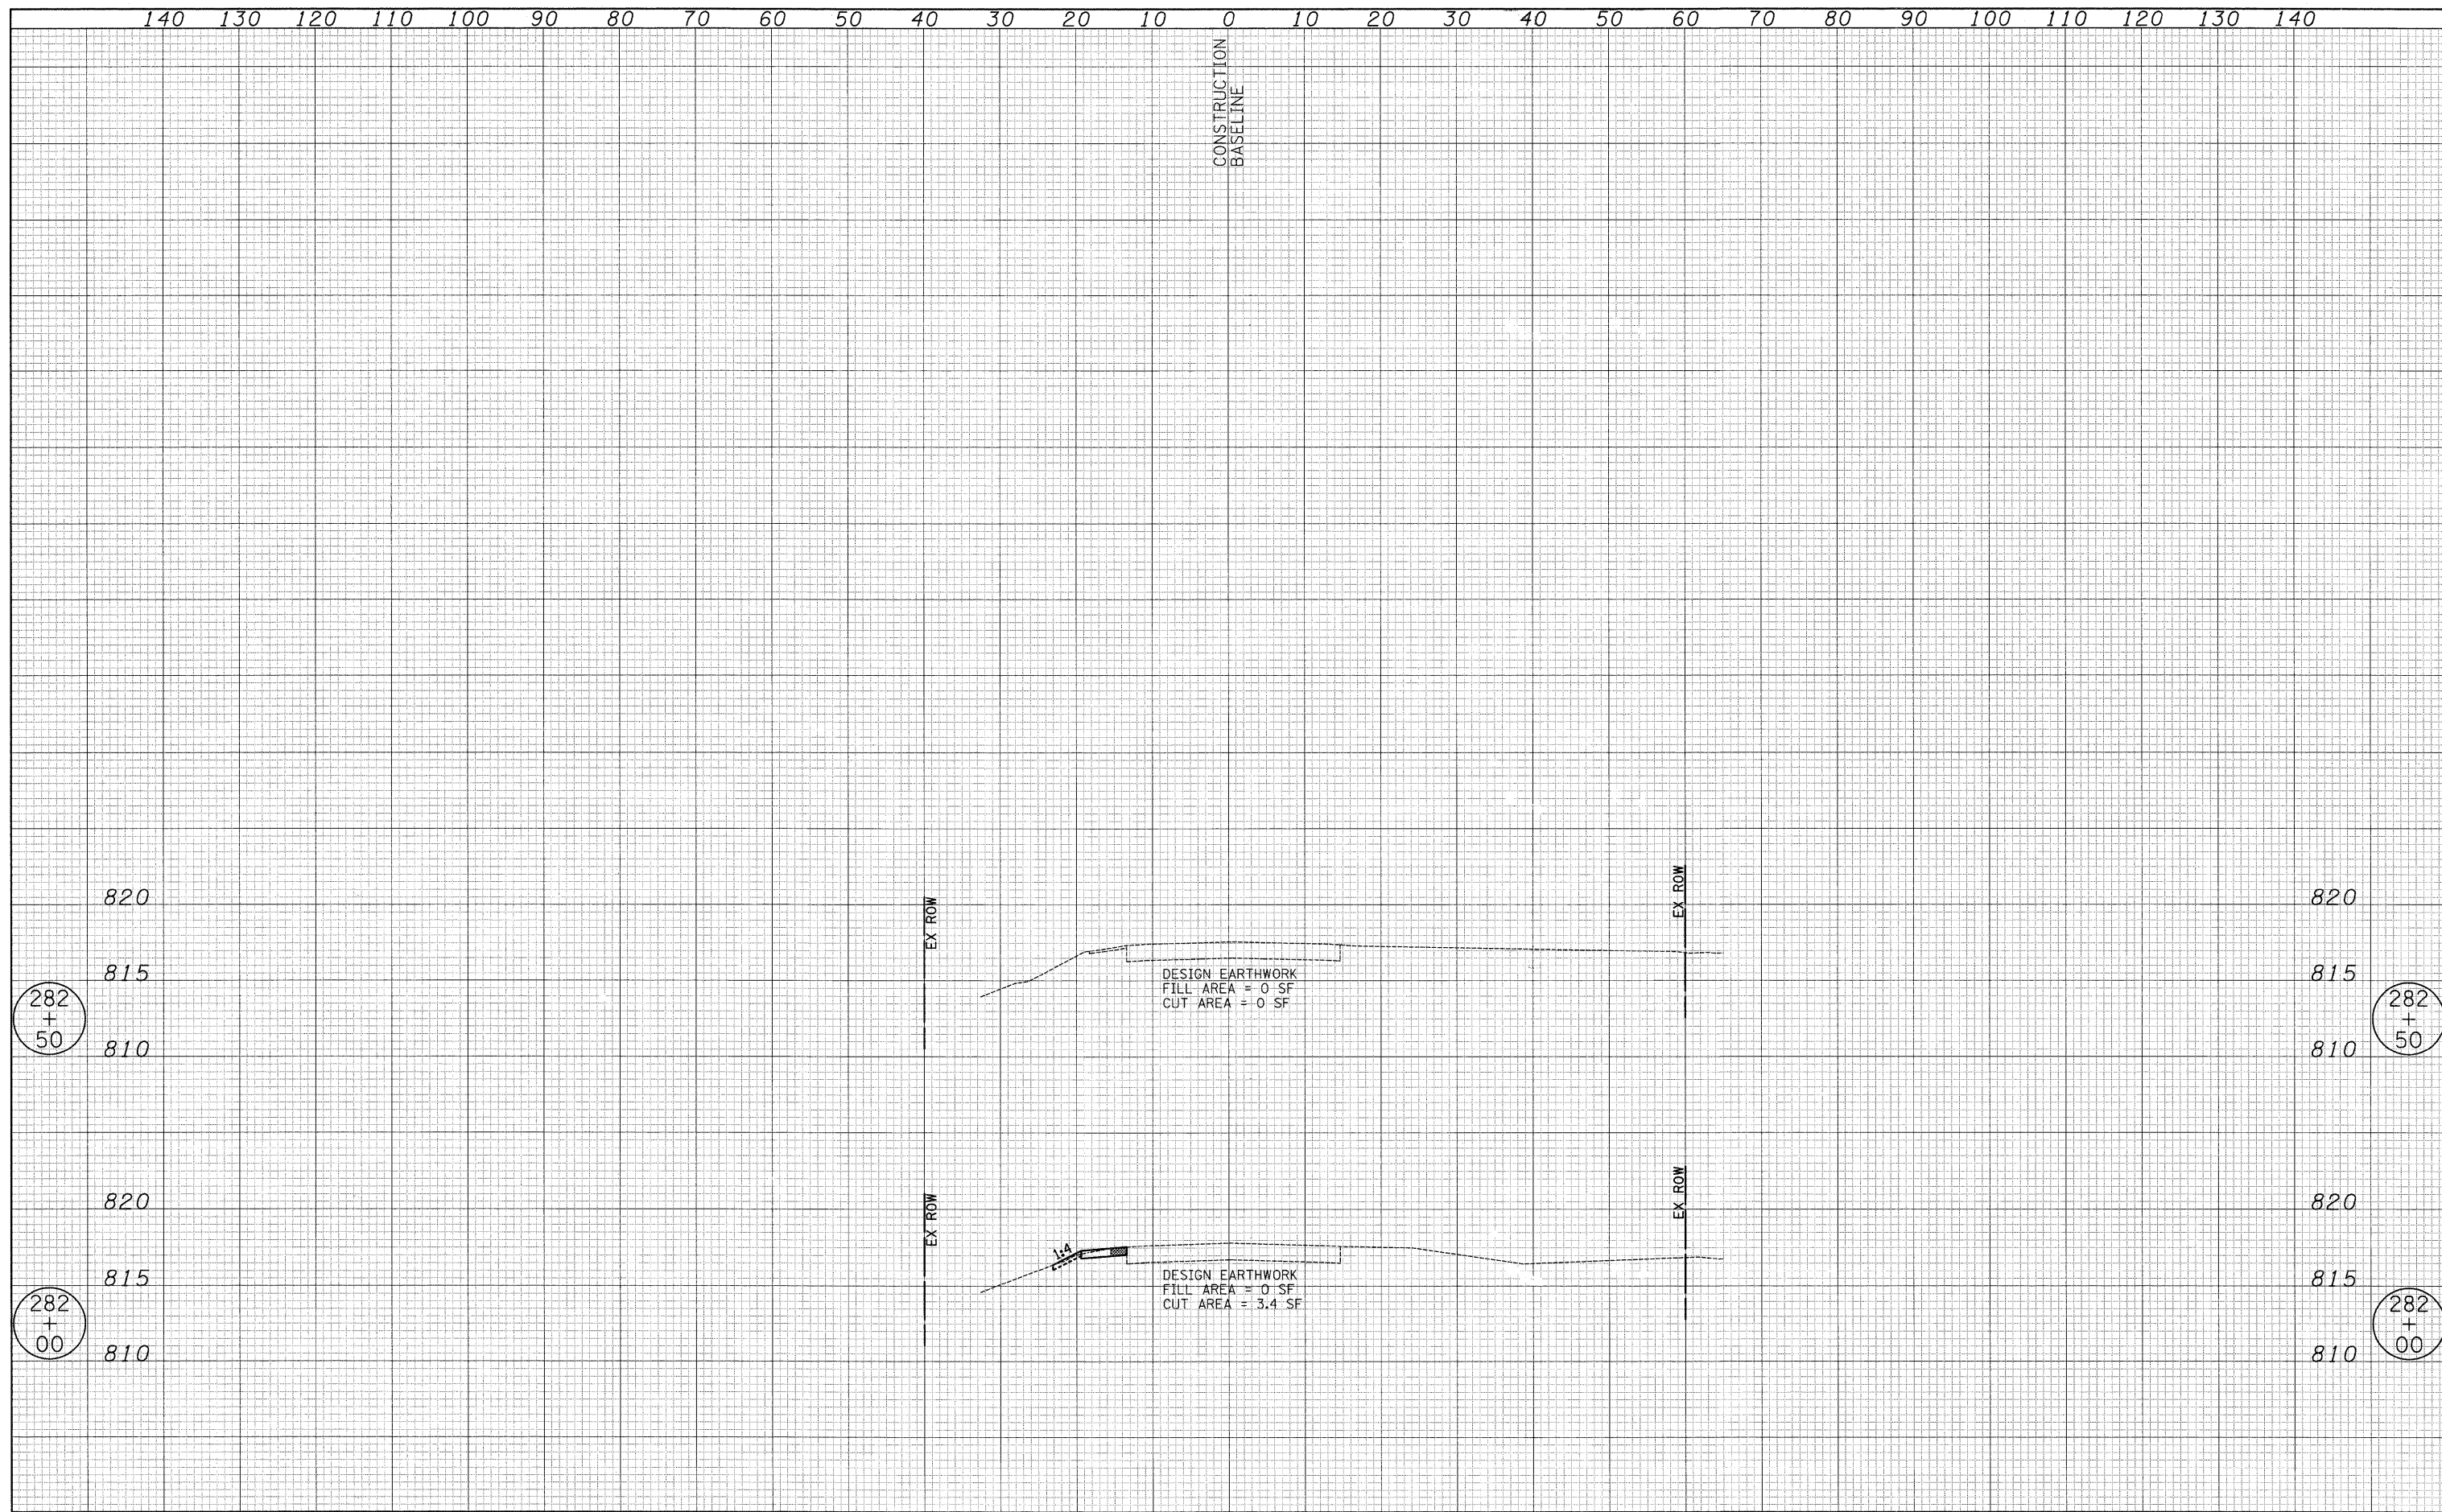 140 130 120 110 100 90 80 70 60 50 40 30 20 10 0 10 20 30 40 50 60 70 80 90 100 110 120 130 140
CONSTRUCTION
BASELINE
820 EX ROW EX ROW 820
815 815
DESIGN EARTHWORK
FILL AREA = 0 SF
CUT AREA = 0 SF
282
+
50
282
+
50
810 810
820 EX ROW EX ROW 820
1:4
815 815
DESIGN EARTHWORK
FILL AREA = 0 SF
CUT AREA = 3.4 SF
282
+
00
282
+
00
810 810